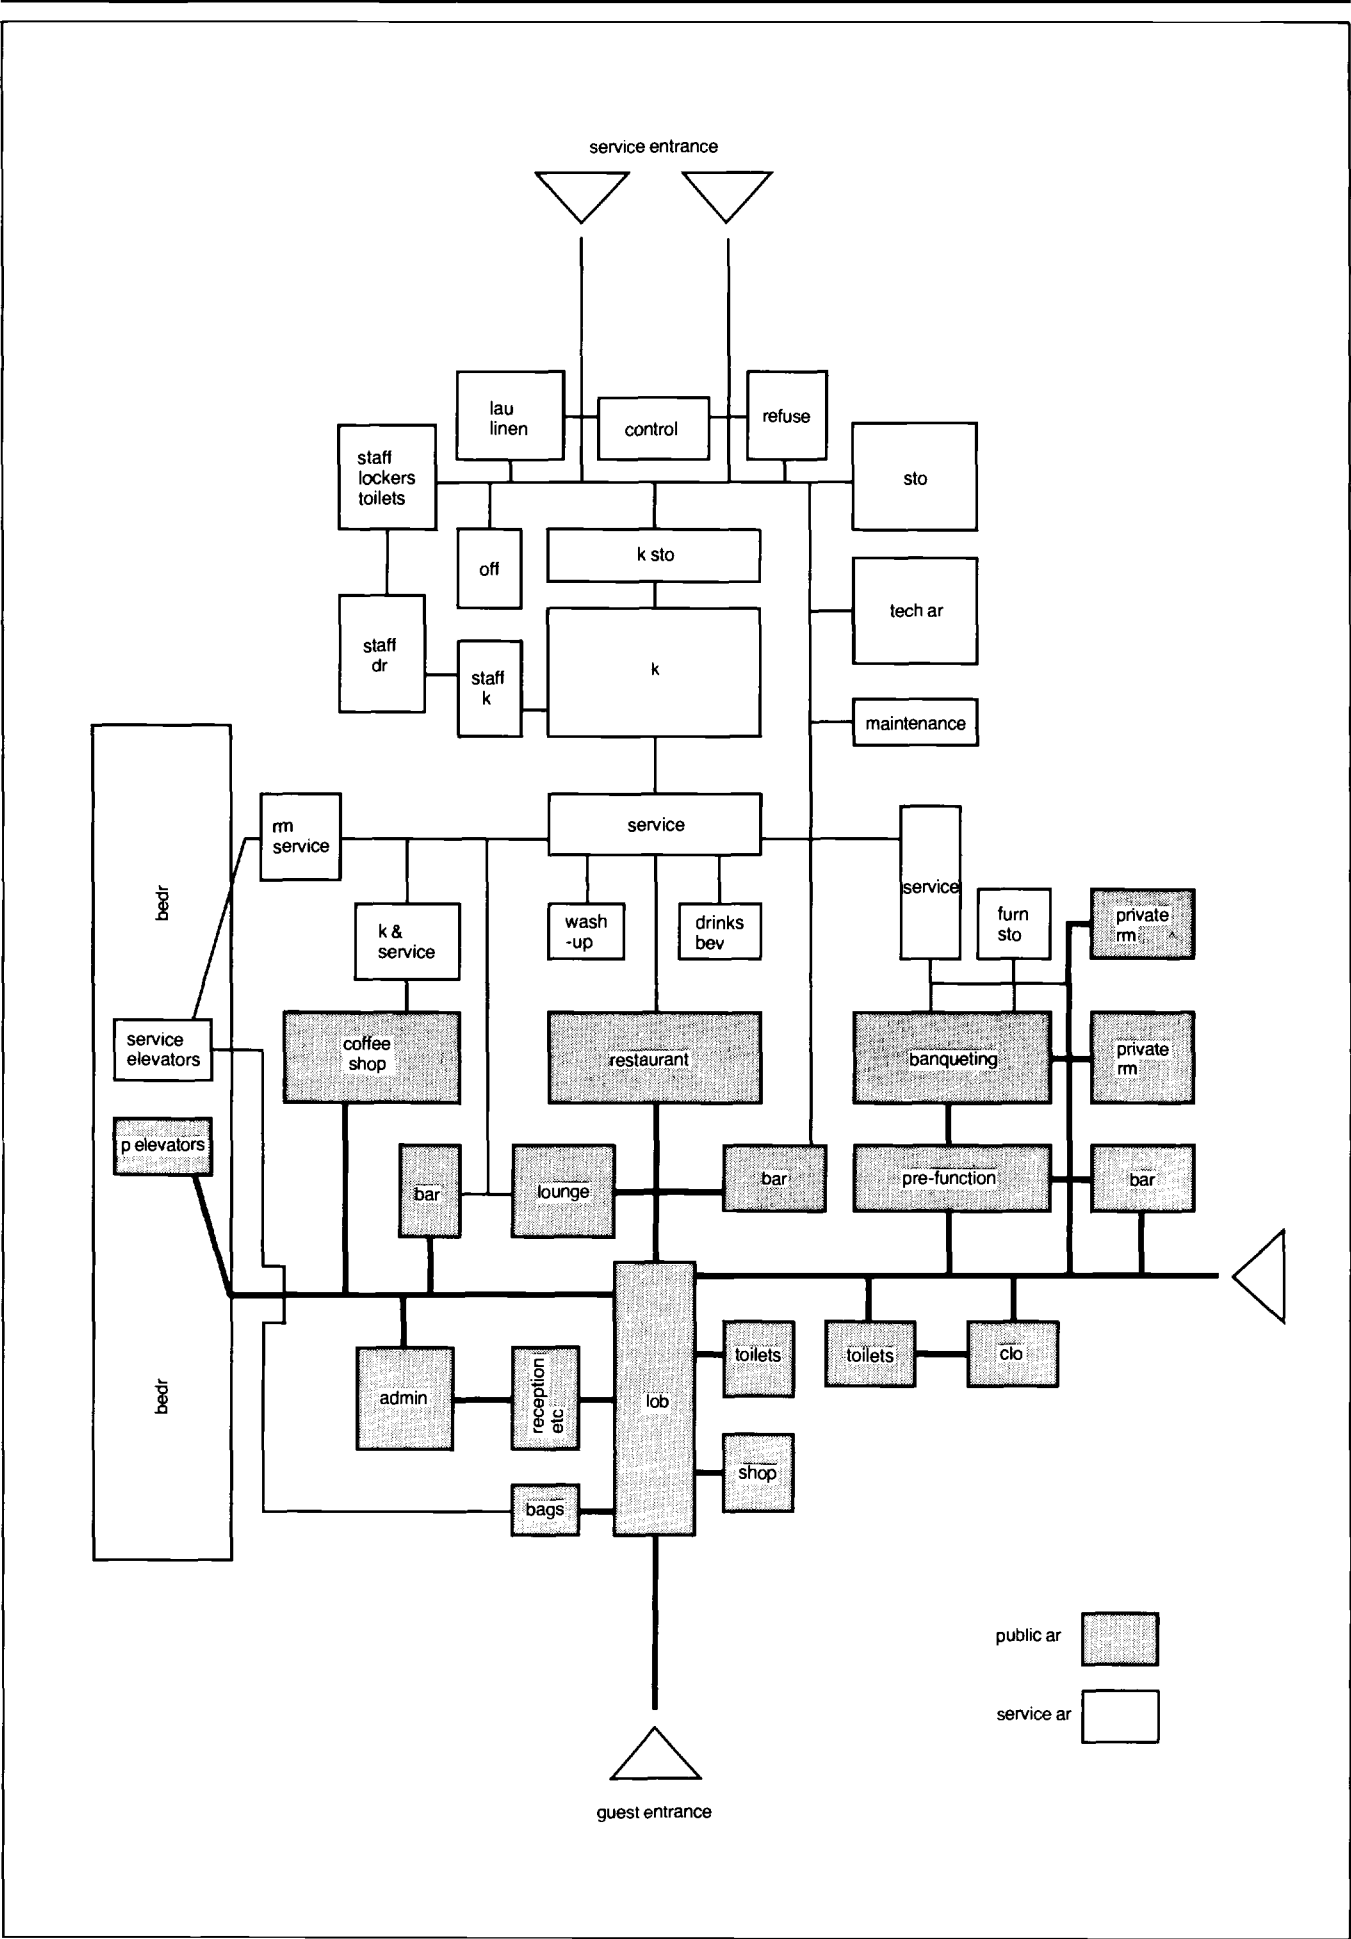 service entrance
lau
linen
control
refuse
staff
lockers
toilets
sto
off
k sto
tech ar
staff
dr
staff
k
k
maintenance
rm
service
service
service
bedr
k &
service
wash
-up
drinks
bev
furn
sto
private
rm
service
elevators
coffee
shop
restaurant
banqueting
private
rm
p elevators
bar
lounge
bar
pre-function
bar
toilets
toilets
clo
admin
reception
etc
lob
bedr
shop
bags
public ar
service ar
guest entrance